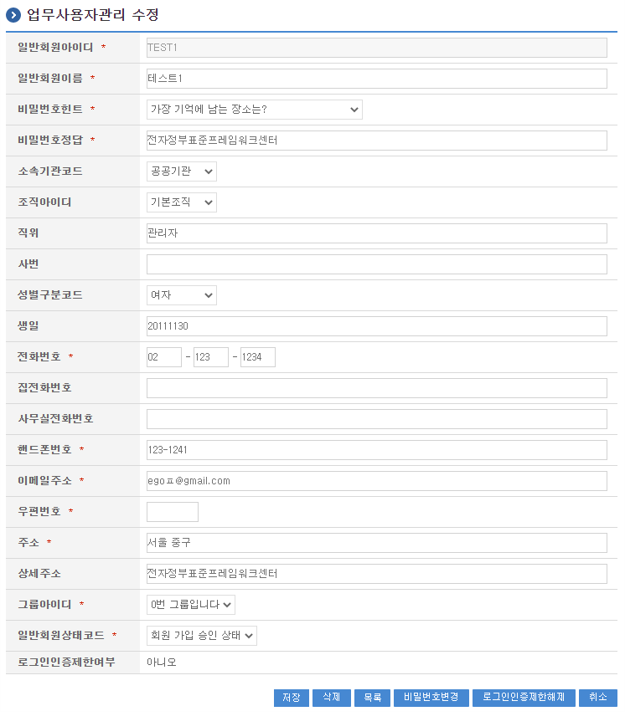 업무사용자관리 수정
일반회원아이디 * TEST1
일반회원이름 * 테스트1
비밀번호힌트 * 가장 기억에 남는 장소는?
비밀번호정답 * 전자정부표준프레임워크센터
소속기관코드 공공기관
조직아이디 기본조직
직위 관리자
사번
성별구분코드 여자
생일 20111130
전화번호 * 02 - 123 - 1234
집전화번호
사무실전화번호
핸드폰번호 * 123-1241
이메일주소 * egoㅍ@gmail.com
우편번호 *
주소 * 서울 중구
상세주소 전자정부표준프레임워크센터
그룹아이디 * 0번 그룹입니다
일반회원상태코드 * 회원 가입 승인 상태
로그인인증제한여부 아니오
저장 삭제 목록 비밀번호변경 로그인인증제한해제 취소